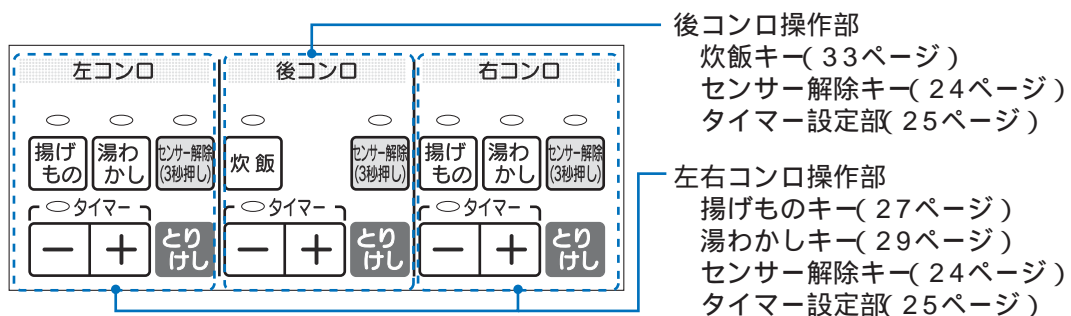 左コンロ
後コンロ
右コンロ
揚げ
もの
湯わ
かし
センサー解除
(3秒押し)
炊飯
センサー解除
(3秒押し)
揚げ
もの
湯わ
かし
センサー解除
(3秒押し)
タイマー
タイマー
タイマー
− + とり
けし
− + とり
けし
− + とり
けし
後コンロ操作部
炊飯キー(33ページ)
センサー解除キー(24ページ)
タイマー設定部(25ページ)
左右コンロ操作部
揚げものキー(27ページ)
湯わかしキー(29ページ)
センサー解除キー(24ページ)
タイマー設定部(25ページ)